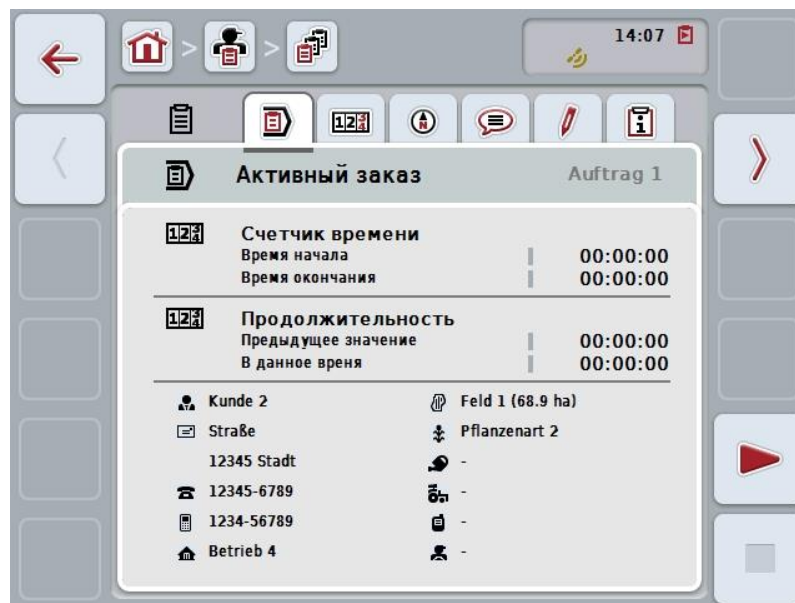 14:07
Активный заказ Auftrag 1
Счетчик времени
Время начала 00:00:00
Время окончания 00:00:00
Продолжительность
Предыдущее значение 00:00:00
В данное вреня 00:00:00
Kunde 2 Feld 1 (68.9 ha)
Straße Pflanzenart 2
12345 Stadt -
12345-6789 -
1234-56789 -
Betrieb 4 -